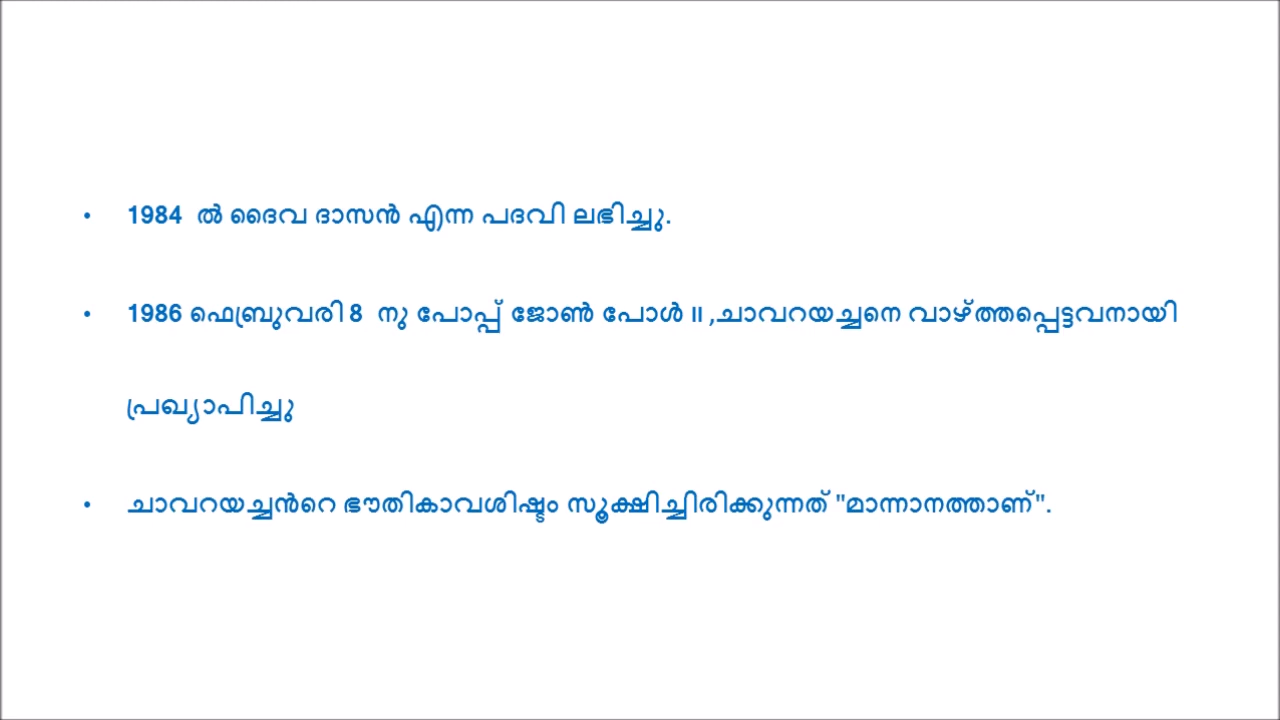 • 1984 ൽ ദൈവ ദാസൻ എന്ന പദവി ലഭിച്ചു.
• 1986 ഫെബ്രുവരി 8 നു പോപ്പ് ജോൺ പോൾ II ,ചാവറയച്ചനെ വാഴ്ത്തപ്പെട്ടവനായി
പ്രഖ്യാപിച്ചു
• ചാവറയച്ചൻറെ ഭൗതികാവശിഷ്ടം സൂക്ഷിച്ചിരിക്കുന്നത് "മാന്നാനത്താണ്".